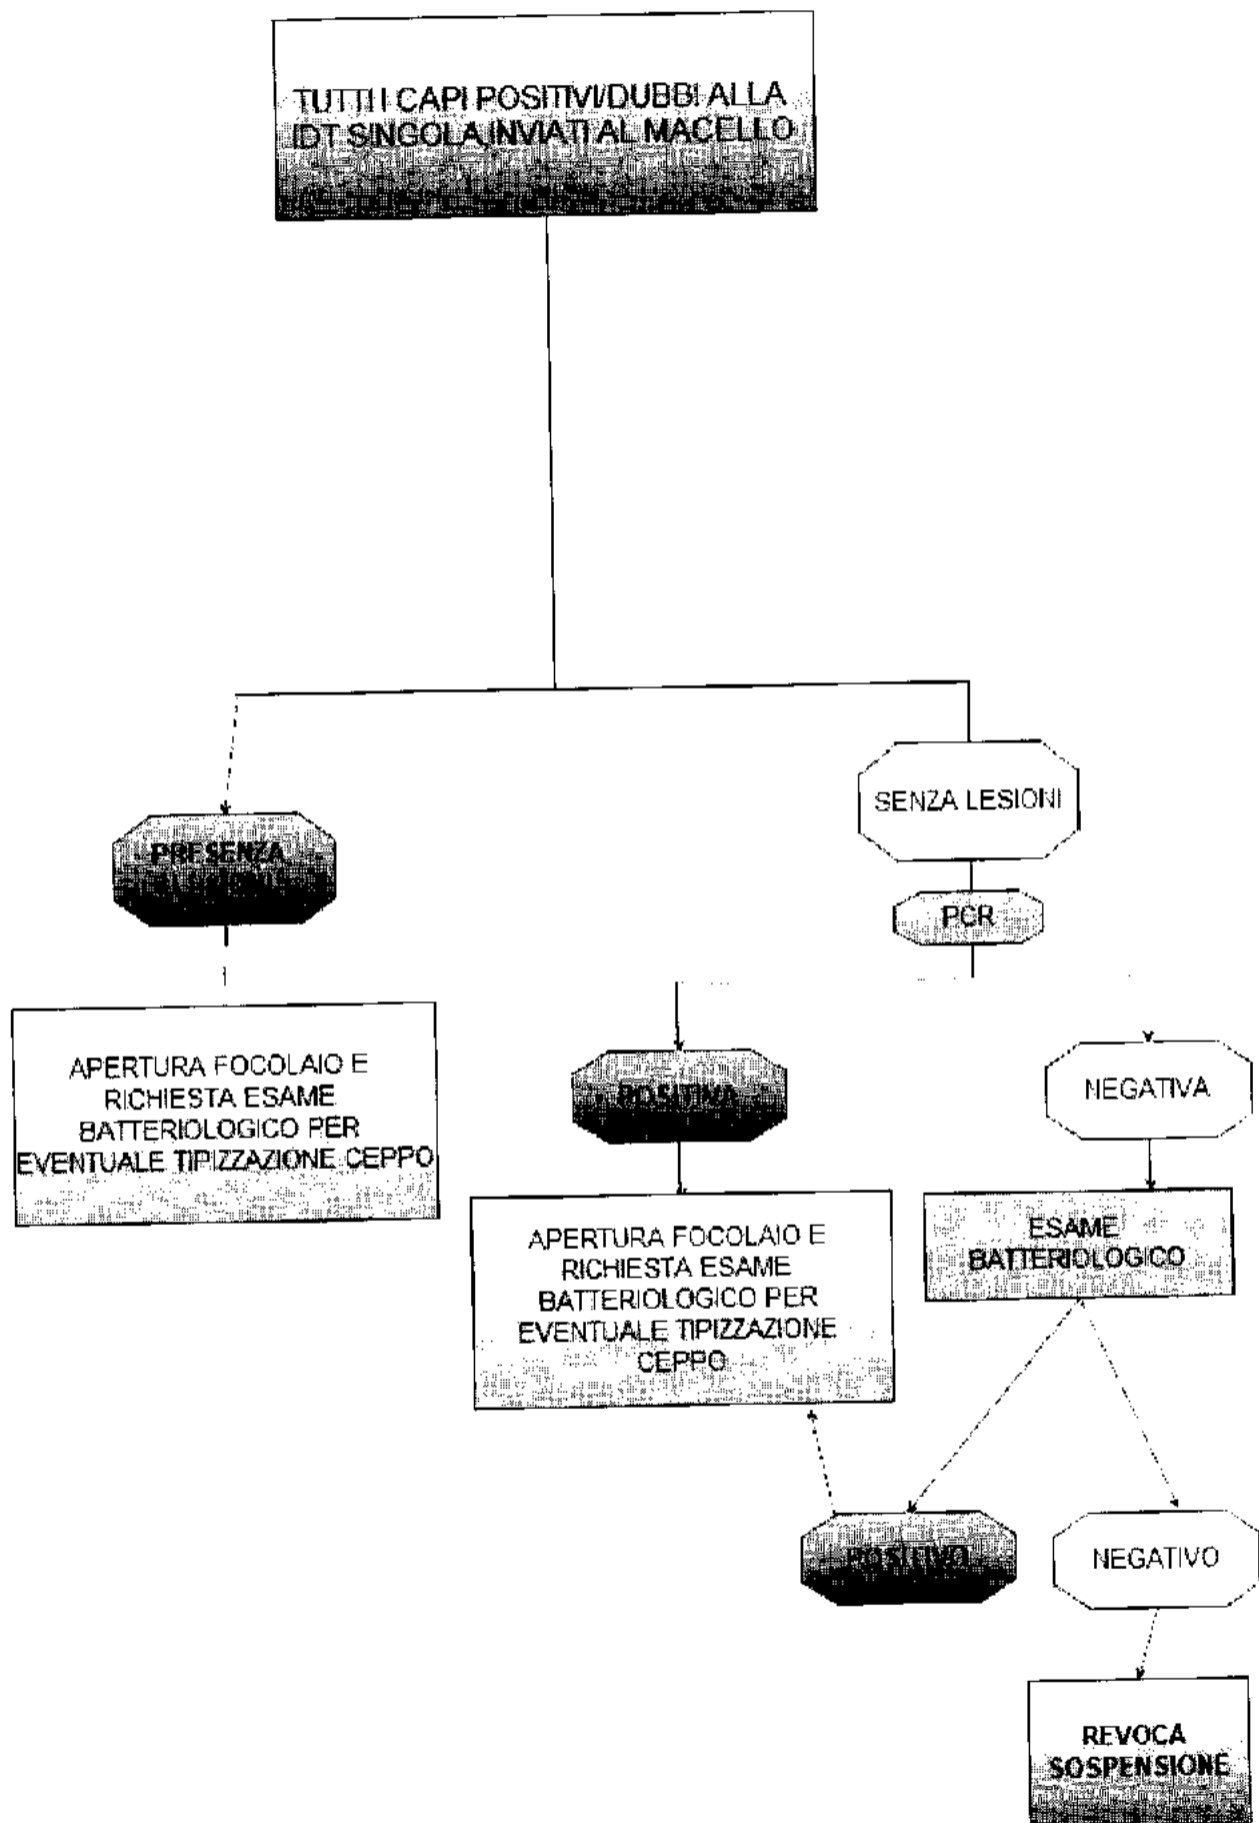 TUTTI I CAPI POSITIVI/DUBBI ALLA
IDT SINGOLA,INVIATI AL MACELLO
SENZA LESIONI
PRESENZA
PCR
APERTURA FOCOLAIO E
RICHIESTA ESAME
BATTERIOLOGICO PER
EVENTUALE TIPIZZAZIONE CEPPO
POSITIVA
NEGATIVA
APERTURA FOCOLAIO E
RICHIESTA ESAME
BATTERIOLOGICO PER
EVENTUALE TIPIZZAZIONE
CEPPO
ESAME
BATTERIOLOGICO
POSITIVO
NEGATIVO
REVOCA
SOSPENSIONE